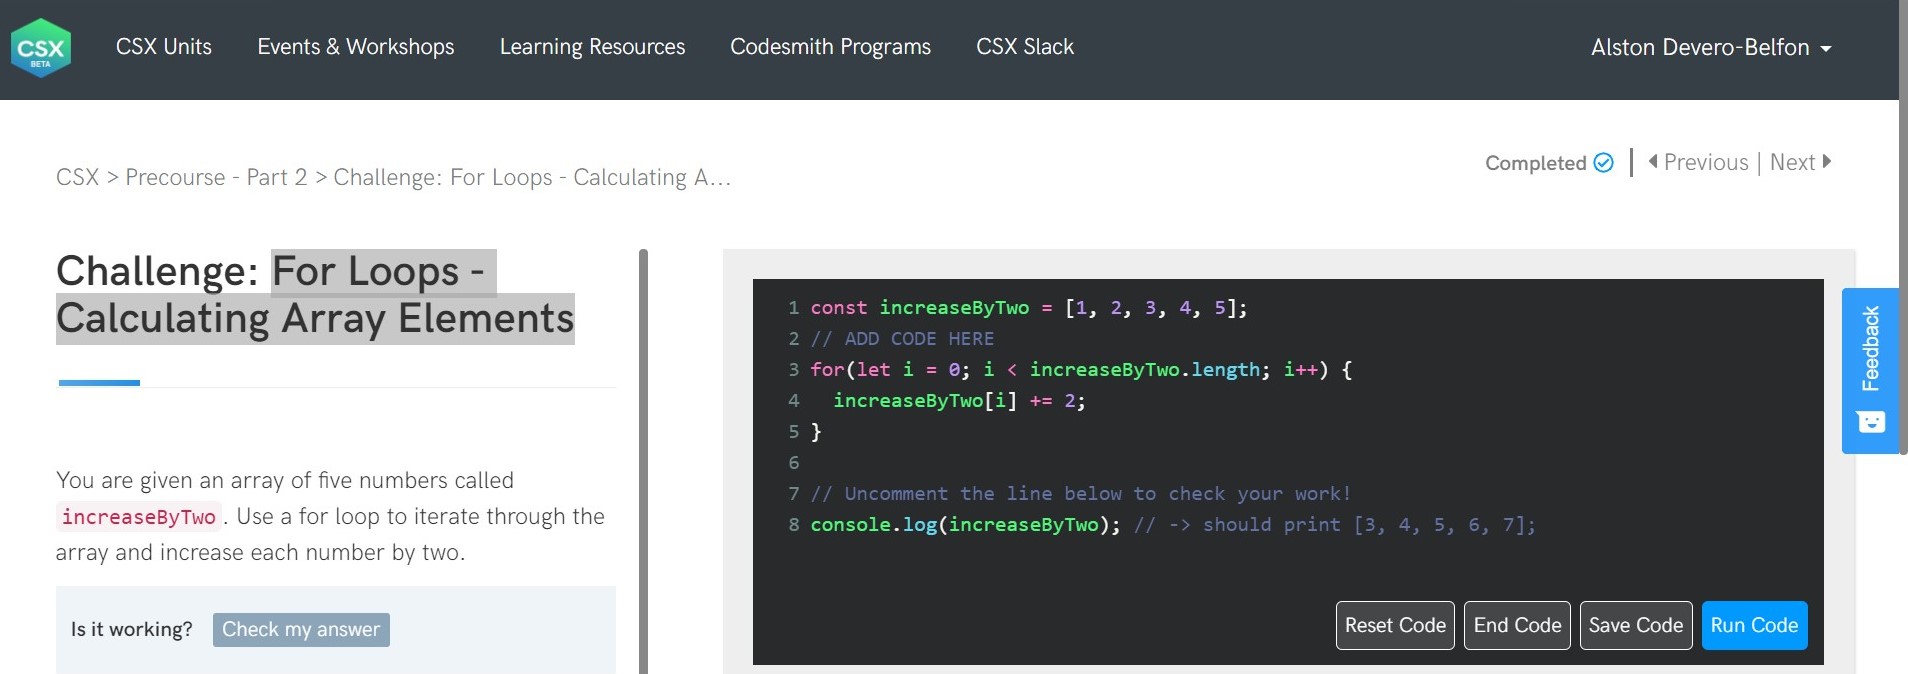 CSX
BETA
CSX Units
Events & Workshops
Learning Resources
Codesmith Programs
CSX Slack
Alston Devero-Belfon
CSX > Precourse - Part 2 > Challenge: For Loops - Calculating A...
Completed
Previous | Next
Challenge: For Loops -
Calculating Array Elements
You are given an array of five numbers called
increaseByTwo . Use a for loop to iterate through the
array and increase each number by two.
Is it working?
Check my answer
1 const increaseByTwo = [1, 2, 3, 4, 5];
2 // ADD CODE HERE
3 for(let i = 0; i < increaseByTwo.length; i++) {
4   increaseByTwo[i] += 2;
5 }
6
7 // Uncomment the line below to check your work!
8 console.log(increaseByTwo); // -> should print [3, 4, 5, 6, 7];
Reset Code
End Code
Save Code
Run Code
Feedback